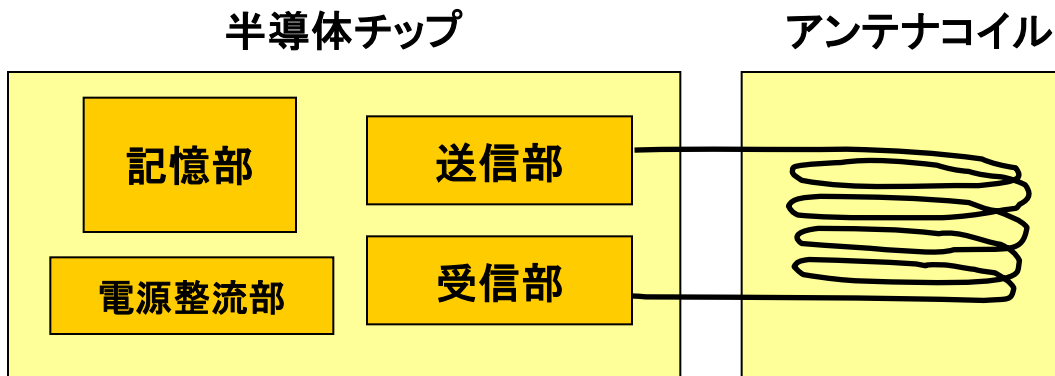 半導体チップ
アンテナコイル
記憶部
送信部
電源整流部
受信部